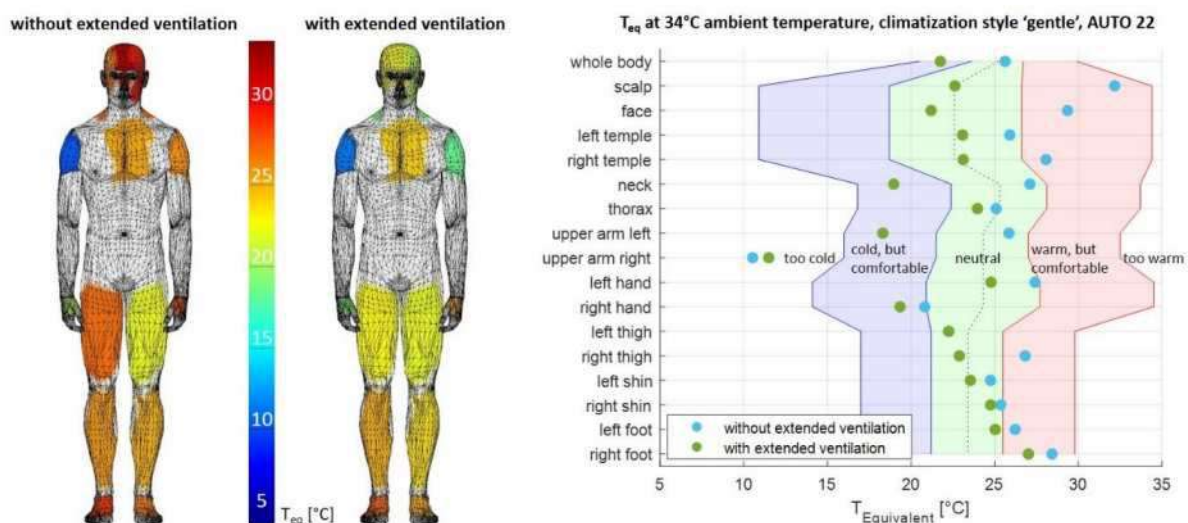 without extended ventilation
with extended ventilation
30
25
20
15
10
5
T_eq [°C]
T_eq at 34°C ambient temperature, climatization style ‘gentle’, AUTO 22
whole body
scalp
face
left temple
right temple
neck
thorax
upper arm left
upper arm right
left hand
right hand
left thigh
right thigh
left shin
right shin
left foot
right foot
too cold
cold, but
comfortable
neutral
warm, but
comfortable
too warm
without extended ventilation
with extended ventilation
5 10 15 20 25 30 35
T_Equivalent [°C]